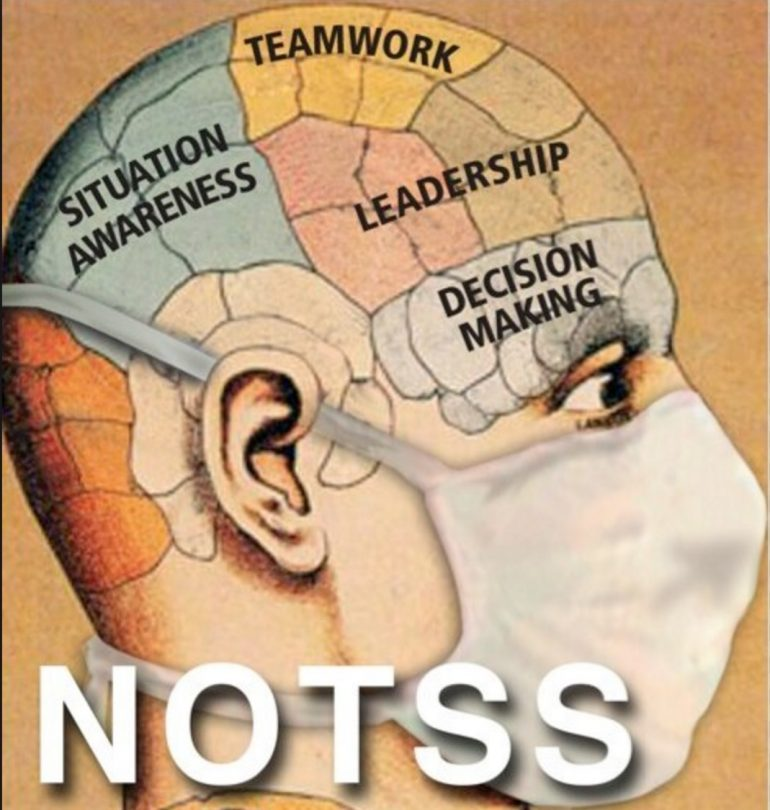 TEAMWORK
SITUATION
AWARENESS
LEADERSHIP
DECISION
MAKING
NOTSS